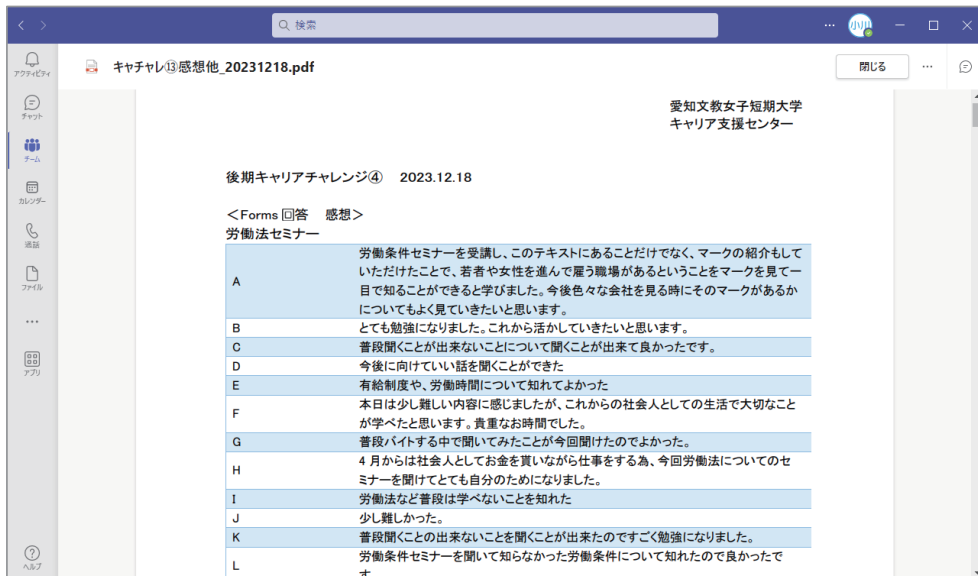 検索
小川
アクティビティ
チャット
チーム
カレンダー
通話
ファイル
アプリ
ヘルプ
キャチャレ⑬感想他_20231218.pdf
閉じる
愛知文教女子短期大学
キャリア支援センター
後期キャリアチャレンジ④ 2023.12.18
＜Forms 回答 感想＞
労働法セミナー
A 労働条件セミナーを受講し、このテキストにあることだけでなく、マークの紹介もして
いただけたことで、若者や女性を進んで雇う職場があるということをマークを見て一
目で知ることができると学びました。今後色々な会社を見る時にそのマークがあるか
についてもよく見ていきたいと思います。
B とても勉強になりました。これから活かしていきたいと思います。
C 普段聞くことが出来ないことについて聞くことが出来て良かったです。
D 今後に向けていい話を聞くことができた
E 有給制度や、労働時間について知れてよかった
F 本日は少し難しい内容に感じましたが、これからの社会人としての生活で大切なこと
が学べたと思います。貴重なお時間でした。
G 普段バイトする中で聞いてみたことが今回聞けたのでよかった。
H 4 月からは社会人としてお金を貰いながら仕事をする為、今回労働法についてのセ
ミナーを聞けてとても自分のためになりました。
I 労働法など普段は学べないことを知れた
J 少し難しかった。
K 普段聞くことの出来ないことを聞くことが出来たのですごく勉強になりました。
L 労働条件セミナーを聞いて知らなかった労働条件について知れたので良かったで
す。